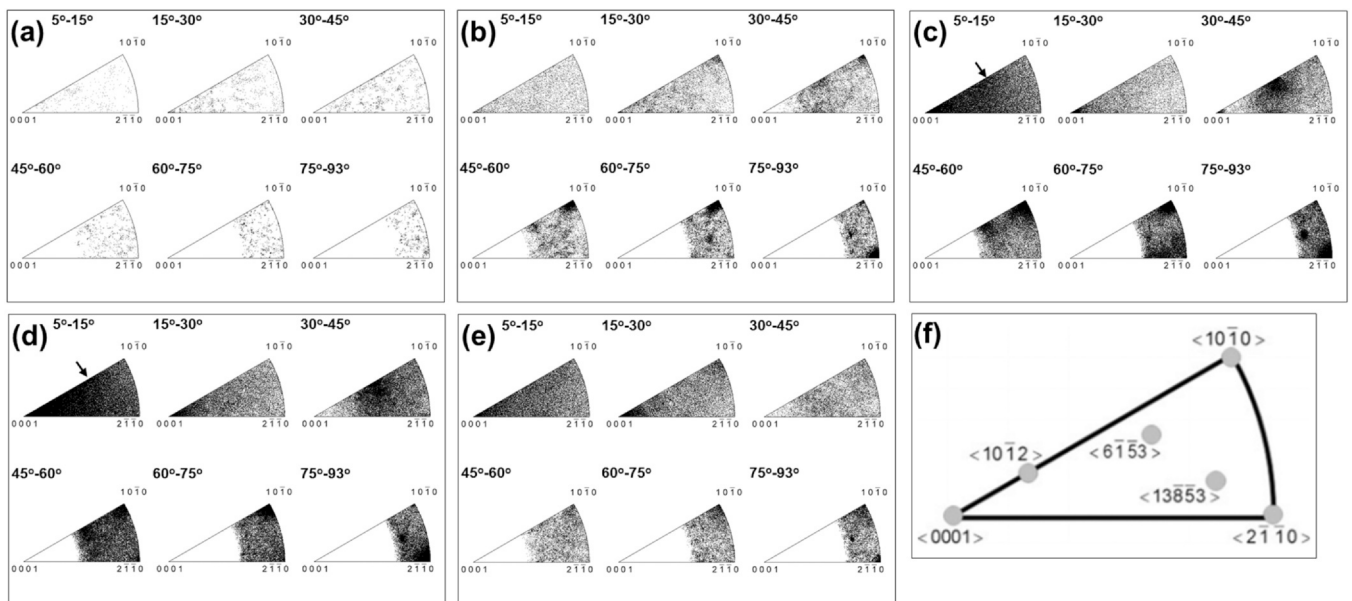 (a) 5°-15° 15°-30° 30°-45°
101̄0 101̄0 101̄0
0001 21̄1̄0 0001 21̄1̄0 0001 21̄1̄0
45°-60° 60°-75° 75°-93°
101̄0 101̄0 101̄0
0001 21̄1̄0 0001 21̄1̄0 0001 21̄1̄0
(b) 5°-15° 15°-30° 30°-45°
101̄0 101̄0 101̄0
0001 21̄1̄0 0001 21̄1̄0 0001 21̄1̄0
45°-60° 60°-75° 75°-93°
101̄0 101̄0 101̄0
0001 21̄1̄0 0001 21̄1̄0 0001 21̄1̄0
(c) 5°-15° 15°-30° 30°-45°
101̄0 101̄0 101̄0
0001 21̄1̄0 0001 21̄1̄0 0001 21̄1̄0
45°-60° 60°-75° 75°-93°
101̄0 101̄0 101̄0
0001 21̄1̄0 0001 21̄1̄0 0001 21̄1̄0
(d) 5°-15° 15°-30° 30°-45°
101̄0 101̄0 101̄0
0001 21̄1̄0 0001 21̄1̄0 0001 21̄1̄0
45°-60° 60°-75° 75°-93°
101̄0 101̄0 101̄0
0001 21̄1̄0 0001 21̄1̄0 0001 21̄1̄0
(e) 5°-15° 15°-30° 30°-45°
101̄0 101̄0 101̄0
0001 21̄1̄0 0001 21̄1̄0 0001 21̄1̄0
45°-60° 60°-75° 75°-93°
101̄0 101̄0 101̄0
0001 21̄1̄0 0001 21̄1̄0 0001 21̄1̄0
(f)
<101̄0>
<101̄2>
<61̄5̄3>
<138̄5̄3>
<0001>
<21̄1̄0>